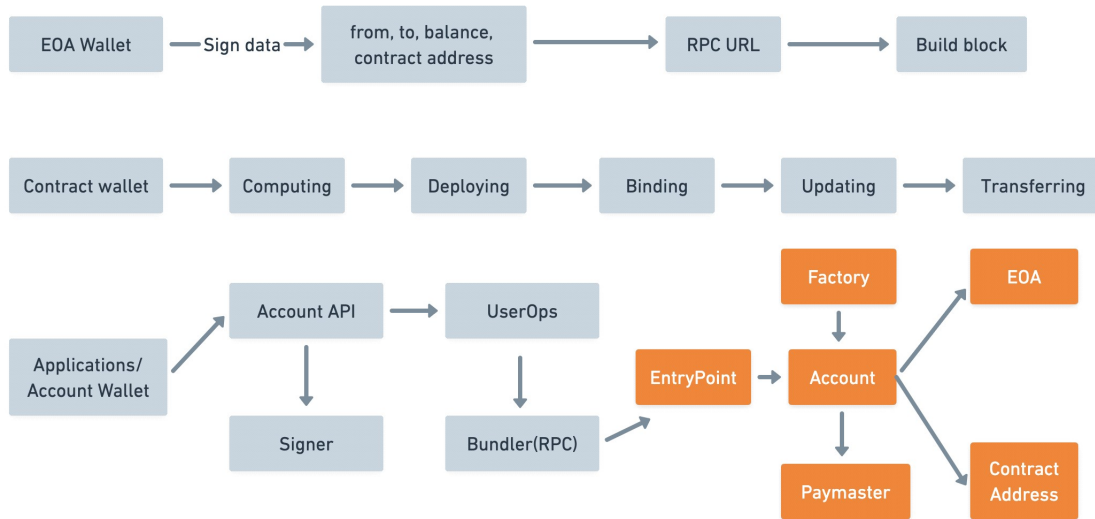 EOA Wallet
Sign data
from, to, balance,
contract address
RPC URL
Build block
Contract wallet
Computing
Deploying
Binding
Updating
Transferring
Factory
EOA
Account API
UserOps
Applications/
Account Wallet
EntryPoint
Account
Signer
Bundler(RPC)
Paymaster
Contract
Address